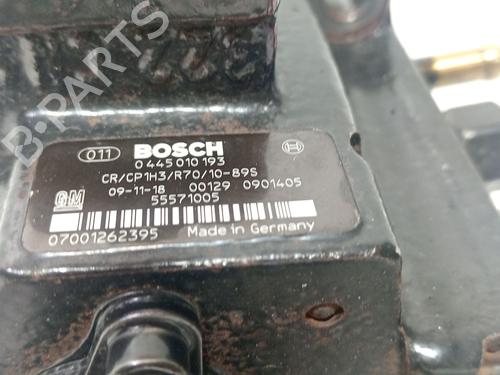 B-PARTS
011 BOSCH
0 445 010 193
CR/CP1H3/R70/10-89S
09-11-18 00129 0901405
GM 55571005
07001262395 Made in Germany